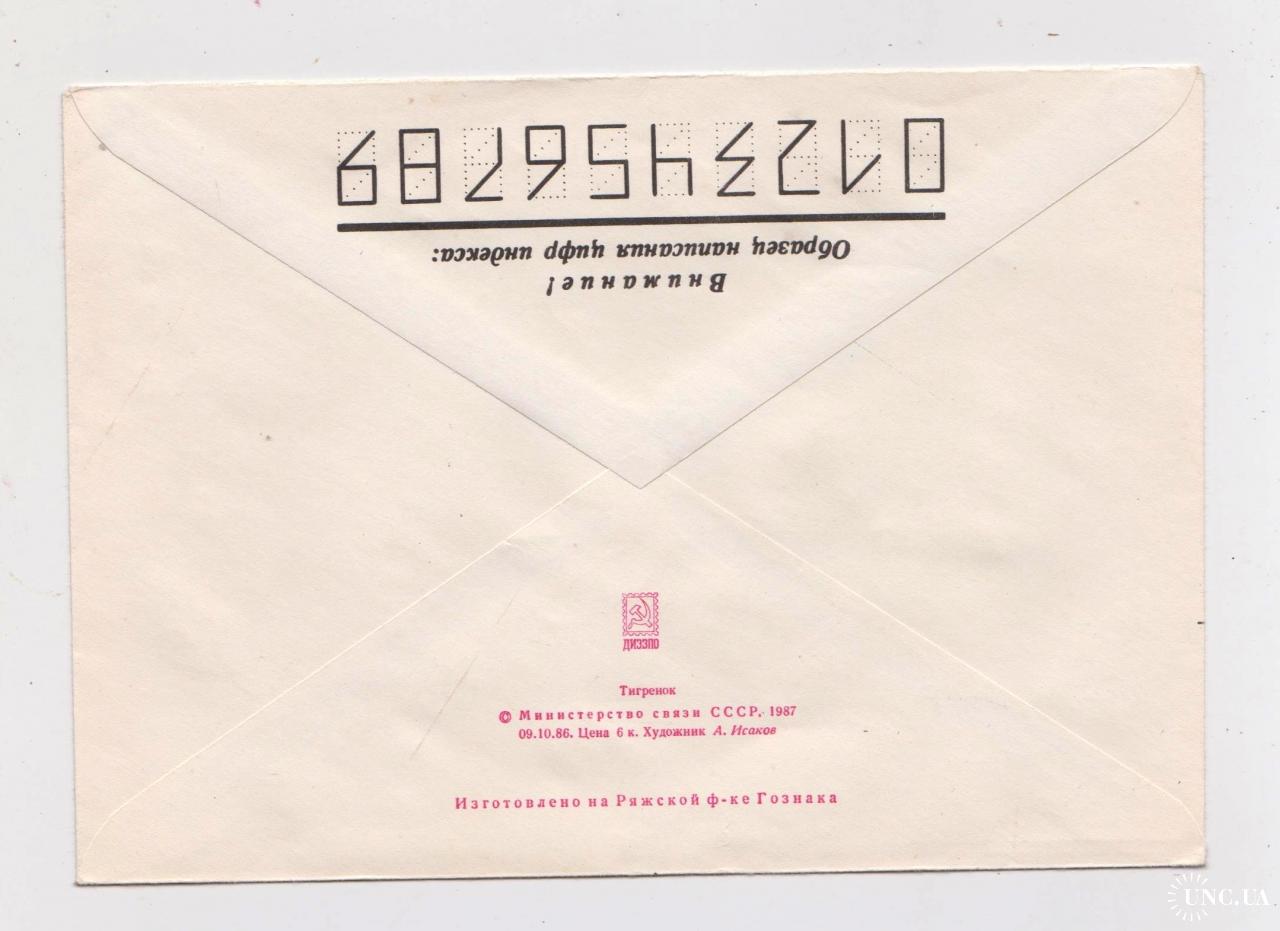 Внимание!
Образец написания цифр индекса:
0123456789
ДИЭЗПО
Тигренок
© Министерство связи СССР, 1987
09.10.86. Цена 6 к. Художник А. Исаков
Изготовлено на Ряжской ф-ке Гознака
UNC.UA